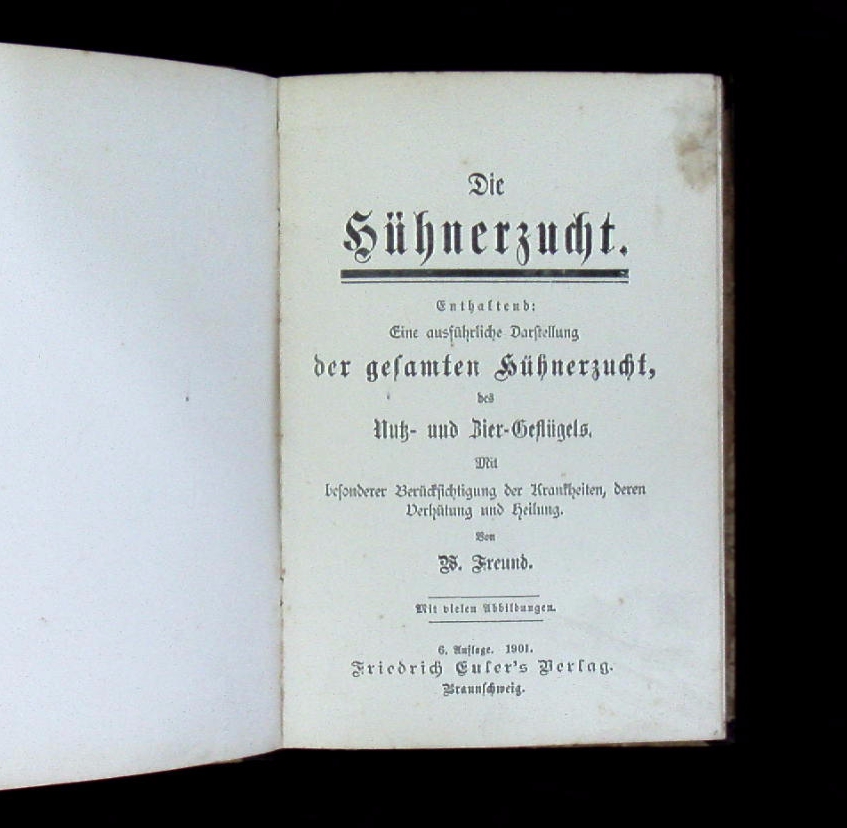 Die
Hühnerzucht.
Enthaltend:
Eine ausführliche Darstellung
der gesamten Hühnerzucht,
des
Nutz- und Zier-Geflügels.
Mit
besonderer Berücksichtigung der Krankheiten, deren
Verhütung und Heilung.
Von
W. Freund.
Mit vielen Abbildungen.
6. Auflage. 1901.
Friedrich Euler's Verlag.
Braunschweig.